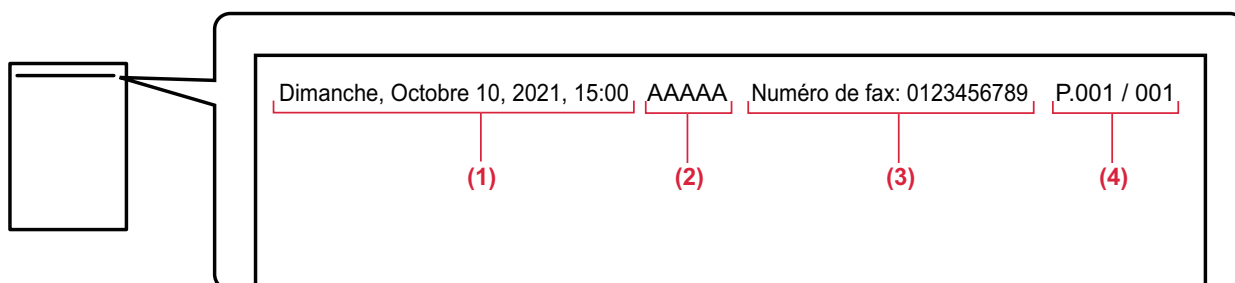 Dimanche, Octobre 10, 2021, 15:00 AAAAA Numéro de fax: 0123456789 P.001 / 001
(1) (2) (3) (4)